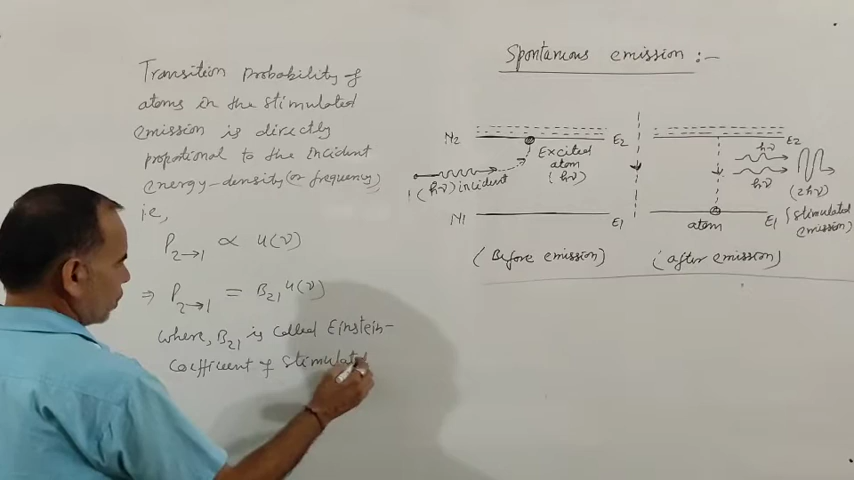 Transition probability of
atoms in the stimulated
emission is directly
proportional to the incident
energy-density (or frequency)
ie,
P2→1 ∝ u(ν)
⇒ P2→1 = B21 u(ν)
where, B21 is called Einstein-
coefficient of stimulated
Spontanious emission :-
N2
E2
Excited
atom
(hν)
(hν) incident
N1
E1
(Before emission)
E2
hν
hν
(2hν)
(stimulated
emission)
atom
E1
(after emission)